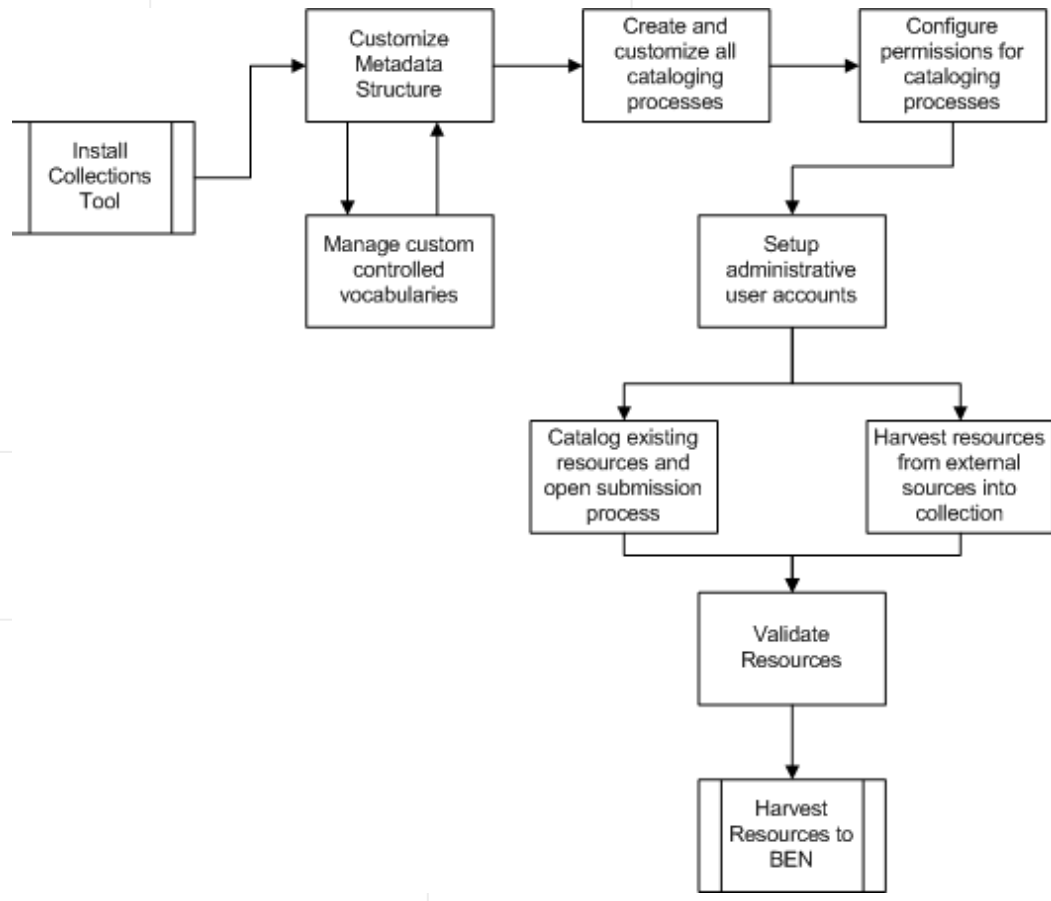 Customize
Metadata
Structure
Create and
customize all
cataloging
processes
Configure
permissions for
cataloging
processes
Install
Collections
Tool
Manage custom
controlled
vocabularies
Setup
administrative
user accounts
Catalog existing
resources and
open submission
process
Harvest resources
from external
sources into
collection
Validate
Resources
Harvest
Resources to
BEN